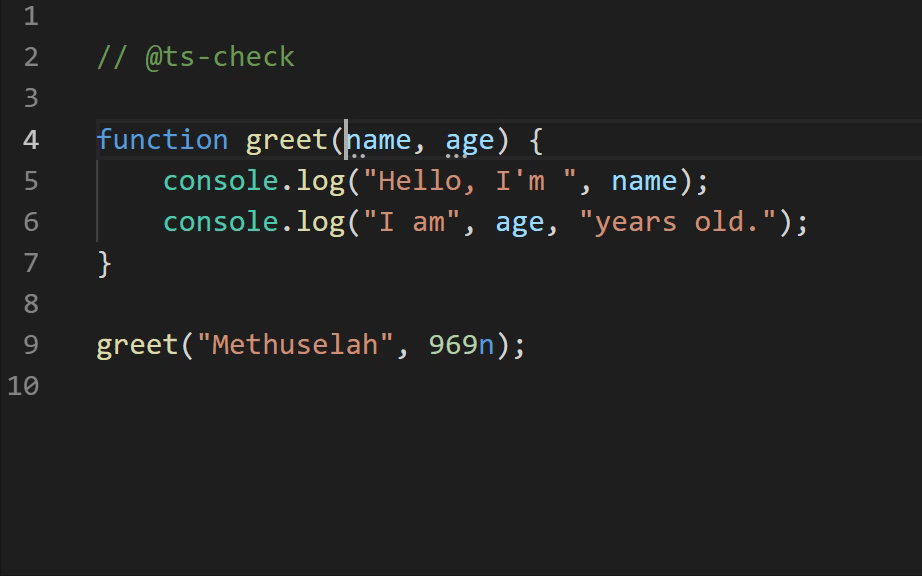 1
2 // @ts-check
3
4 function greet(name, age) {
5     console.log("Hello, I'm ", name);
6     console.log("I am", age, "years old.");
7 }
8
9 greet("Methuselah", 969n);
10